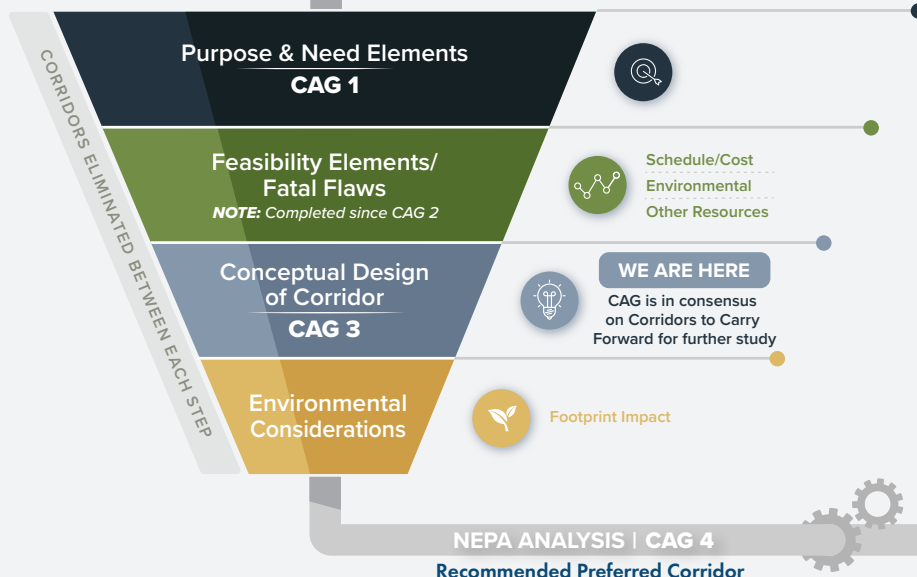 CORRIDORS ELIMINATED BETWEEN EACH STEP
Purpose & Need Elements
CAG 1
Feasibility Elements/
Fatal Flaws
NOTE: Completed since CAG 2
Schedule/Cost
Environmental
Other Resources
Conceptual Design
of Corridor
CAG 3
WE ARE HERE
CAG is in consensus
on Corridors to Carry
Forward for further study
Environmental
Considerations
Footprint Impact
NEPA ANALYSIS | CAG 4
Recommended Preferred Corridor